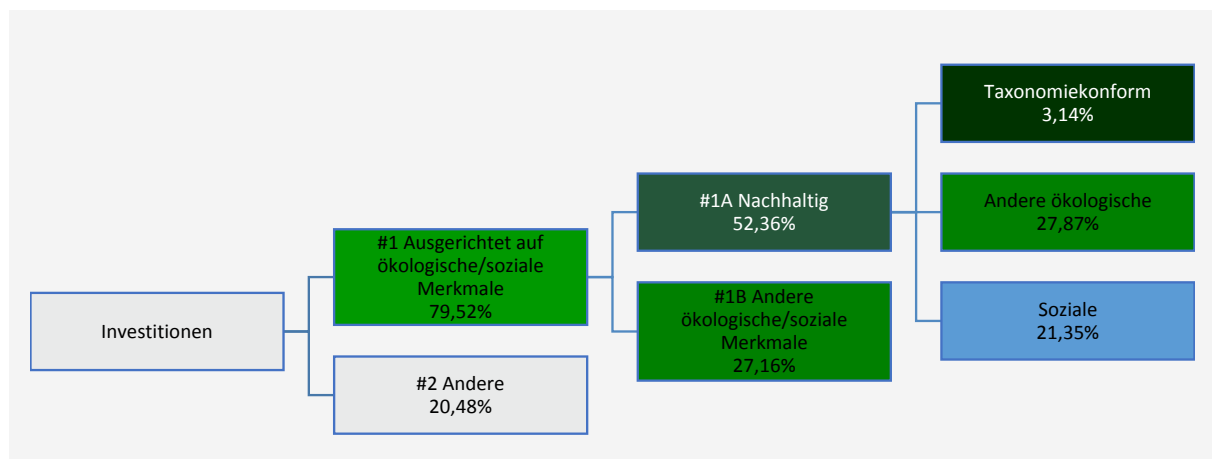 Investitionen
#1 Ausgerichtet auf
ökologische/soziale
Merkmale
79,52%
#2 Andere
20,48%
#1A Nachhaltig
52,36%
#1B Andere
ökologische/soziale
Merkmale
27,16%
Taxonomiekonform
3,14%
Andere ökologische
27,87%
Soziale
21,35%